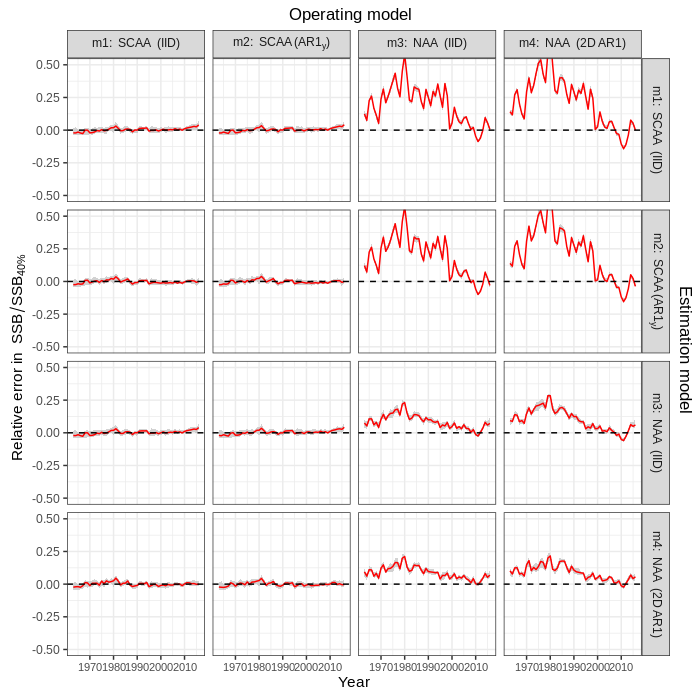 Operating model
m1: SCAA (IID)
m2: SCAA (AR1y)
m3: NAA (IID)
m4: NAA (2D AR1)
0.50
0.25
0.00
-0.25
-0.50
m1: SCAA (IID)
0.50
0.25
0.00
-0.25
-0.50
m2: SCAA (AR1y)
0.50
0.25
0.00
-0.25
-0.50
m3: NAA (IID)
0.50
0.25
0.00
-0.25
-0.50
m4: NAA (2D AR1)
Relative error in SSB/SSB40%
Estimation model
1970 1980 1990 2000 2010
1970 1980 1990 2000 2010
1970 1980 1990 2000 2010
1970 1980 1990 2000 2010
Year